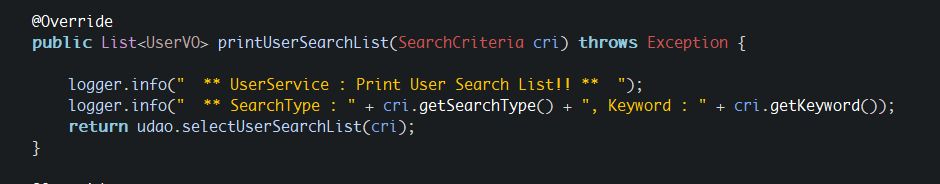 @Override
public List<UserVO> printUserSearchList(SearchCriteria cri) throws Exception {
logger.info("  ** UserService : Print User Search List!! **  ");
logger.info("  ** SearchType : " + cri.getSearchType() + ", Keyword : " + cri.getKeyword());
return udao.selectUserSearchList(cri);
}